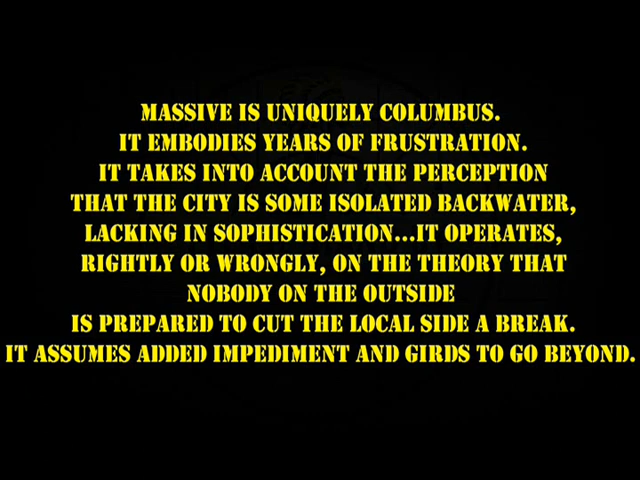 MASSIVE IS UNIQUELY COLUMBUS.
IT EMBODIES YEARS OF FRUSTRATION.
IT TAKES INTO ACCOUNT THE PERCEPTION
THAT THE CITY IS SOME ISOLATED BACKWATER,
LACKING IN SOPHISTICATION...IT OPERATES,
RIGHTLY OR WRONGLY, ON THE THEORY THAT
NOBODY ON THE OUTSIDE
IS PREPARED TO CUT THE LOCAL SIDE A BREAK.
IT ASSUMES ADDED IMPEDIMENT AND GIRDS TO GO BEYOND.